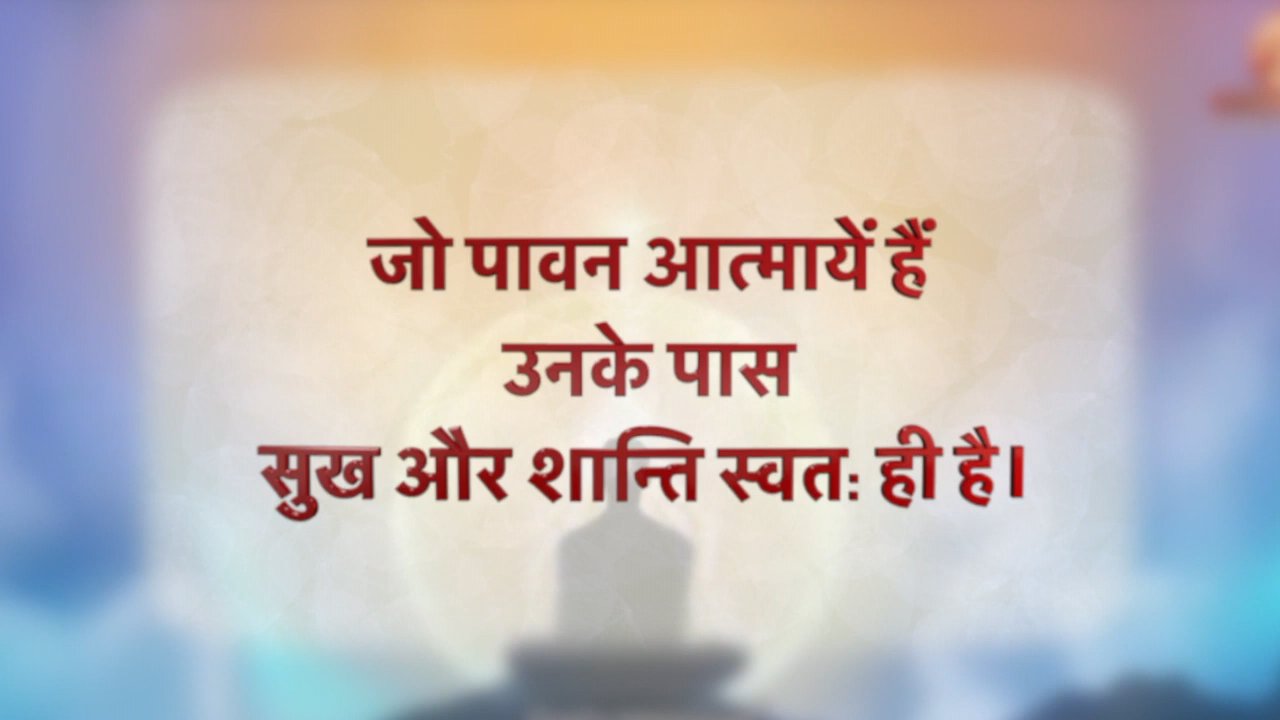 जो पावन आत्मायें हैं
उनके पास
सुख और शान्ति स्वत: ही है।